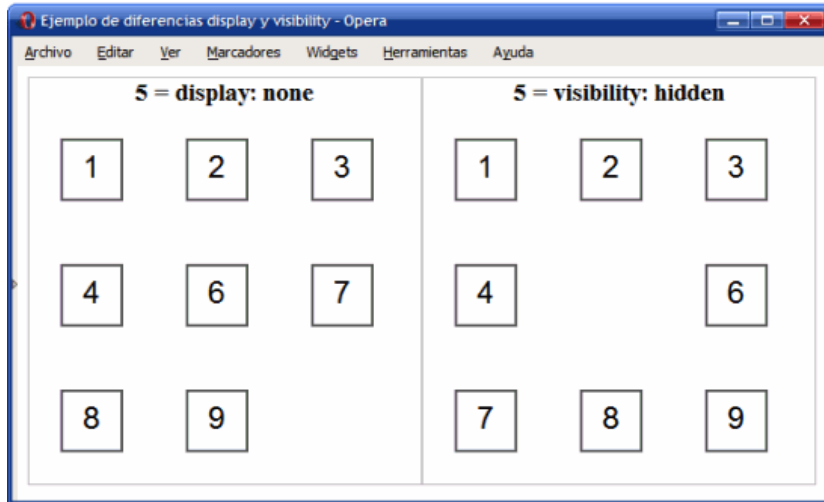 Ejemplo de diferencias display y visibility - Opera
Archivo Editar Ver Marcadores Widgets Herramientas Ayuda
5 = display: none
1 2 3
4 6 7
8 9
5 = visibility: hidden
1 2 3
4 6
7 8 9